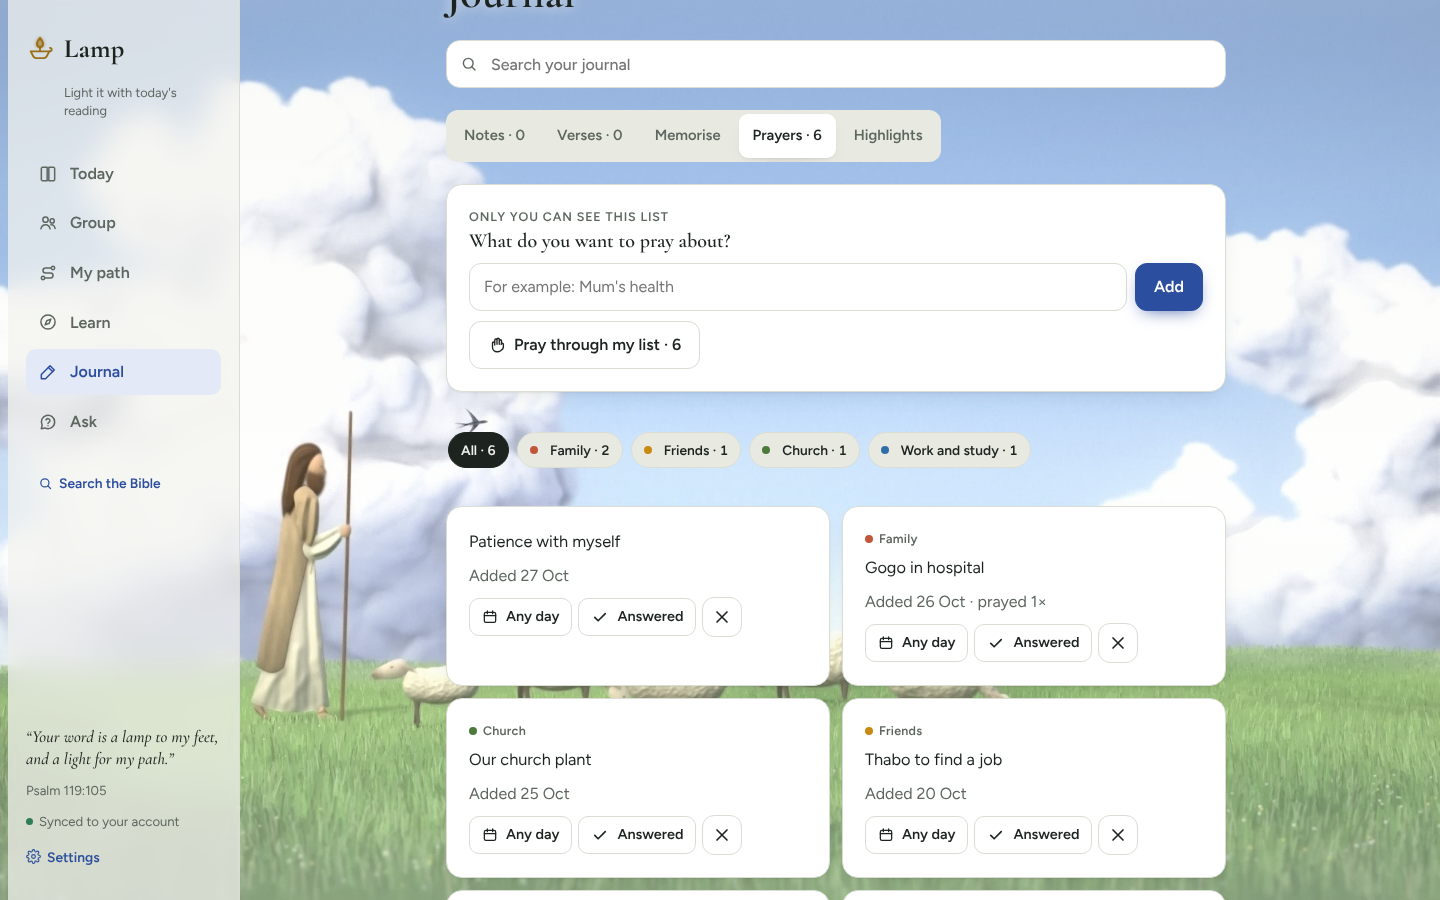 Journal
Lamp
Light it with today's
reading
Today
Group
My path
Learn
Journal
Ask
Search the Bible
“Your word is a lamp to my feet,
and a light for my path.”
Psalm 119:105
Synced to your account
Settings
Search your journal
Notes · 0
Verses · 0
Memorise
Prayers · 6
Highlights
ONLY YOU CAN SEE THIS LIST
What do you want to pray about?
For example: Mum's health
Add
Pray through my list · 6
All · 6
Family · 2
Friends · 1
Church · 1
Work and study · 1
Patience with myself
Added 27 Oct
Any day
Answered
Family
Gogo in hospital
Added 26 Oct · prayed 1×
Any day
Answered
Church
Our church plant
Added 25 Oct
Any day
Answered
Friends
Thabo to find a job
Added 20 Oct
Any day
Answered